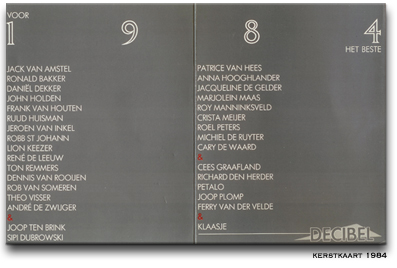 VOOR
1 9 8 4
HET BESTE
JACK VAN AMSTEL
RONALD BAKKER
DANIËL DEKKER
JOHN HOLDEN
FRANK VAN HOUTEN
RUUD HUISMAN
JEROEN VAN INKEL
ROBB ST JOHANN
LION KEEZER
RENÉ DE LEEUW
TON REMMERS
DENNIS VAN ROOIJEN
ROB VAN SOMEREN
THEO VISSER
ANDRÉ DE ZWIJGER
&
JOOP TEN BRINK
SIPI DUBROWSKI
PATRICE VAN HEES
ANNA HOOGHLANDER
JACQUELINE DE GELDER
MARJOLEIN MAAS
ROY MANNINKSVELD
CRISTA MEIJER
ROEL PETERS
MICHIEL DE RUYTER
CARY DE WAARD
&
CEES GRAAFLAND
RICHARD DEN HERDER
PETALO
JOOP PLOMP
FERRY VAN DER VELDE
&
KLAASJE
DECIBEL
KERSTKAART 1984